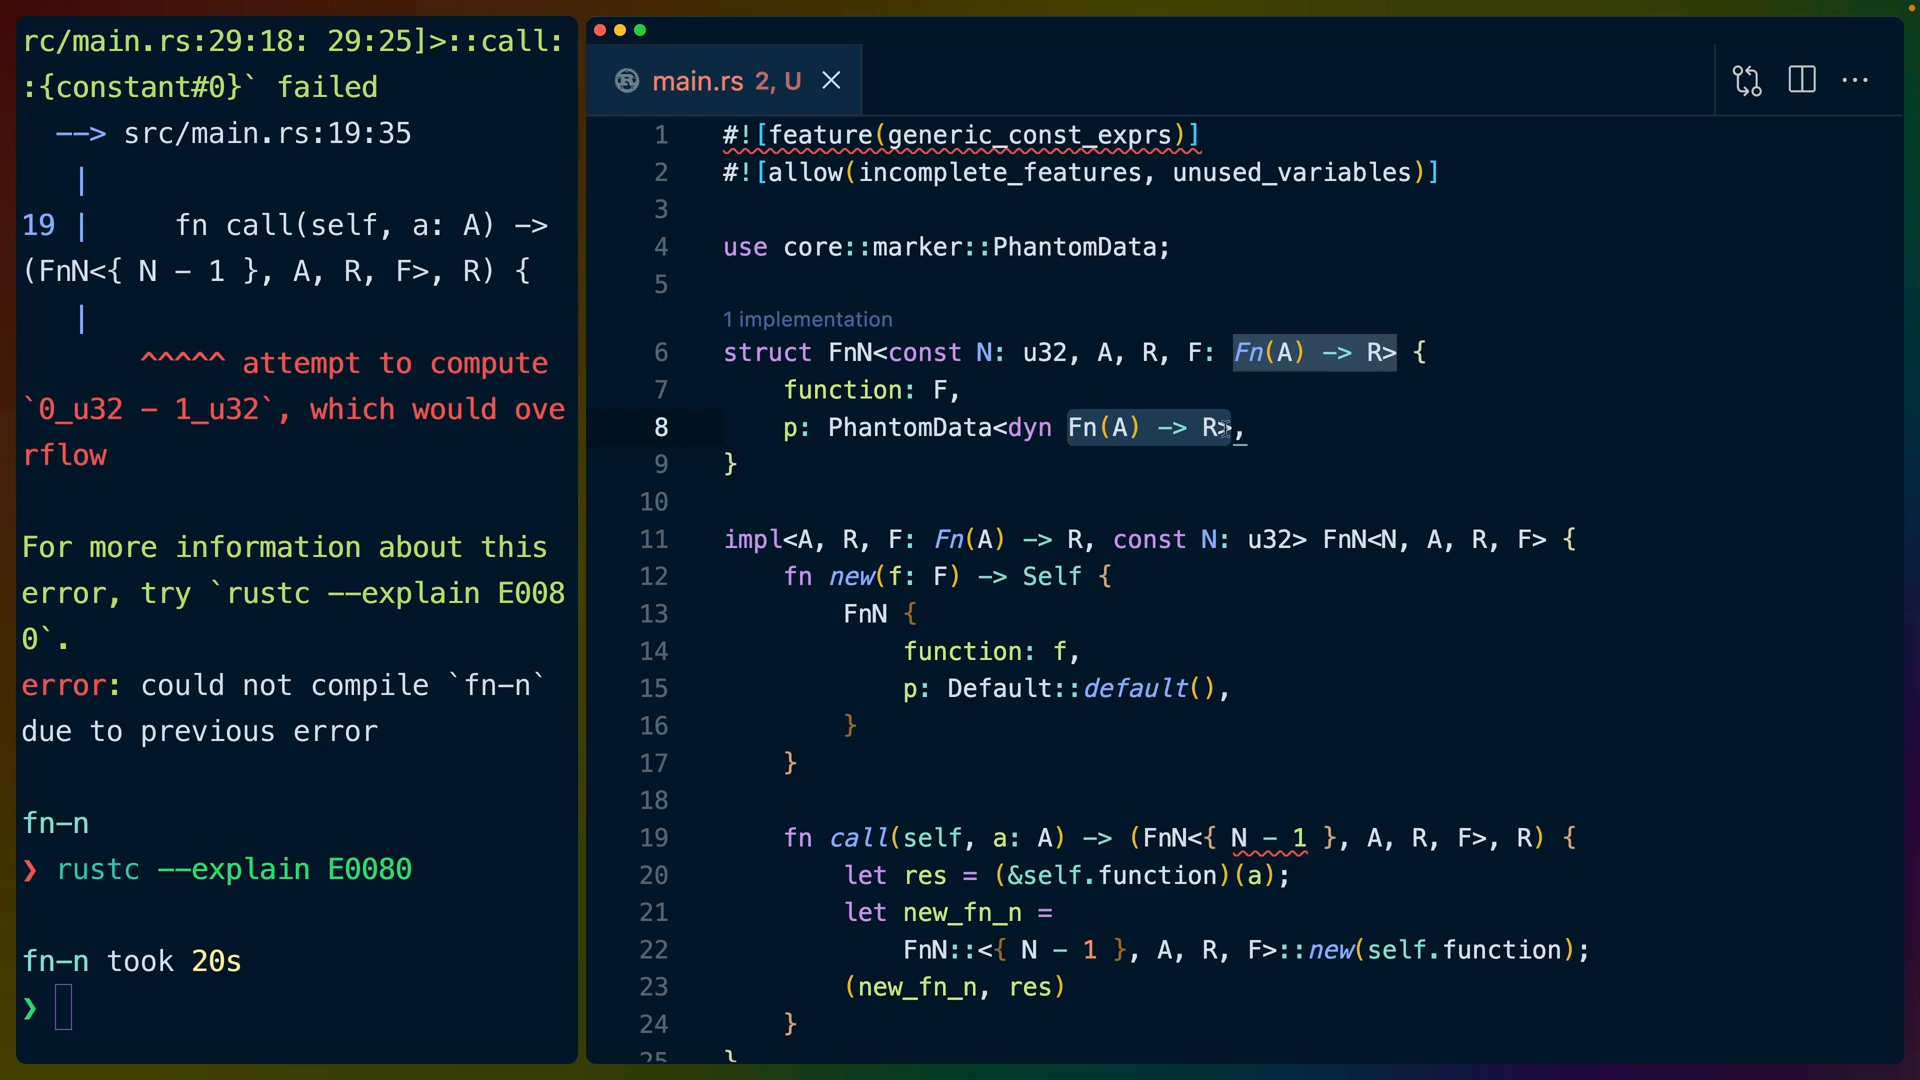 rc/main.rs:29:18: 29:25]>::call:
:{constant#0}` failed
--> src/main.rs:19:35
|
19 | fn call(self, a: A) ->
(FnN<{ N - 1 }, A, R, F>, R) {
|
^^^^^ attempt to compute
`0_u32 - 1_u32`, which would ove
rflow
For more information about this
error, try `rustc --explain E008
0`.
error: could not compile `fn-n`
due to previous error
fn-n
❯ rustc --explain E0080
fn-n took 20s
❯
main.rs 2, U
1 #![feature(generic_const_exprs)]
2 #![allow(incomplete_features, unused_variables)]
3
4 use core::marker::PhantomData;
5
1 implementation
6 struct FnN<const N: u32, A, R, F: Fn(A) -> R> {
7 function: F,
8 p: PhantomData<dyn Fn(A) -> R>,
9 }
10
11 impl<A, R, F: Fn(A) -> R, const N: u32> FnN<N, A, R, F> {
12 fn new(f: F) -> Self {
13 FnN {
14 function: f,
15 p: Default::default(),
16 }
17 }
18
19 fn call(self, a: A) -> (FnN<{ N - 1 }, A, R, F>, R) {
20 let res = (&self.function)(a);
21 let new_fn_n =
22 FnN::<{ N - 1 }, A, R, F>::new(self.function);
23 (new_fn_n, res)
24 }
25 }